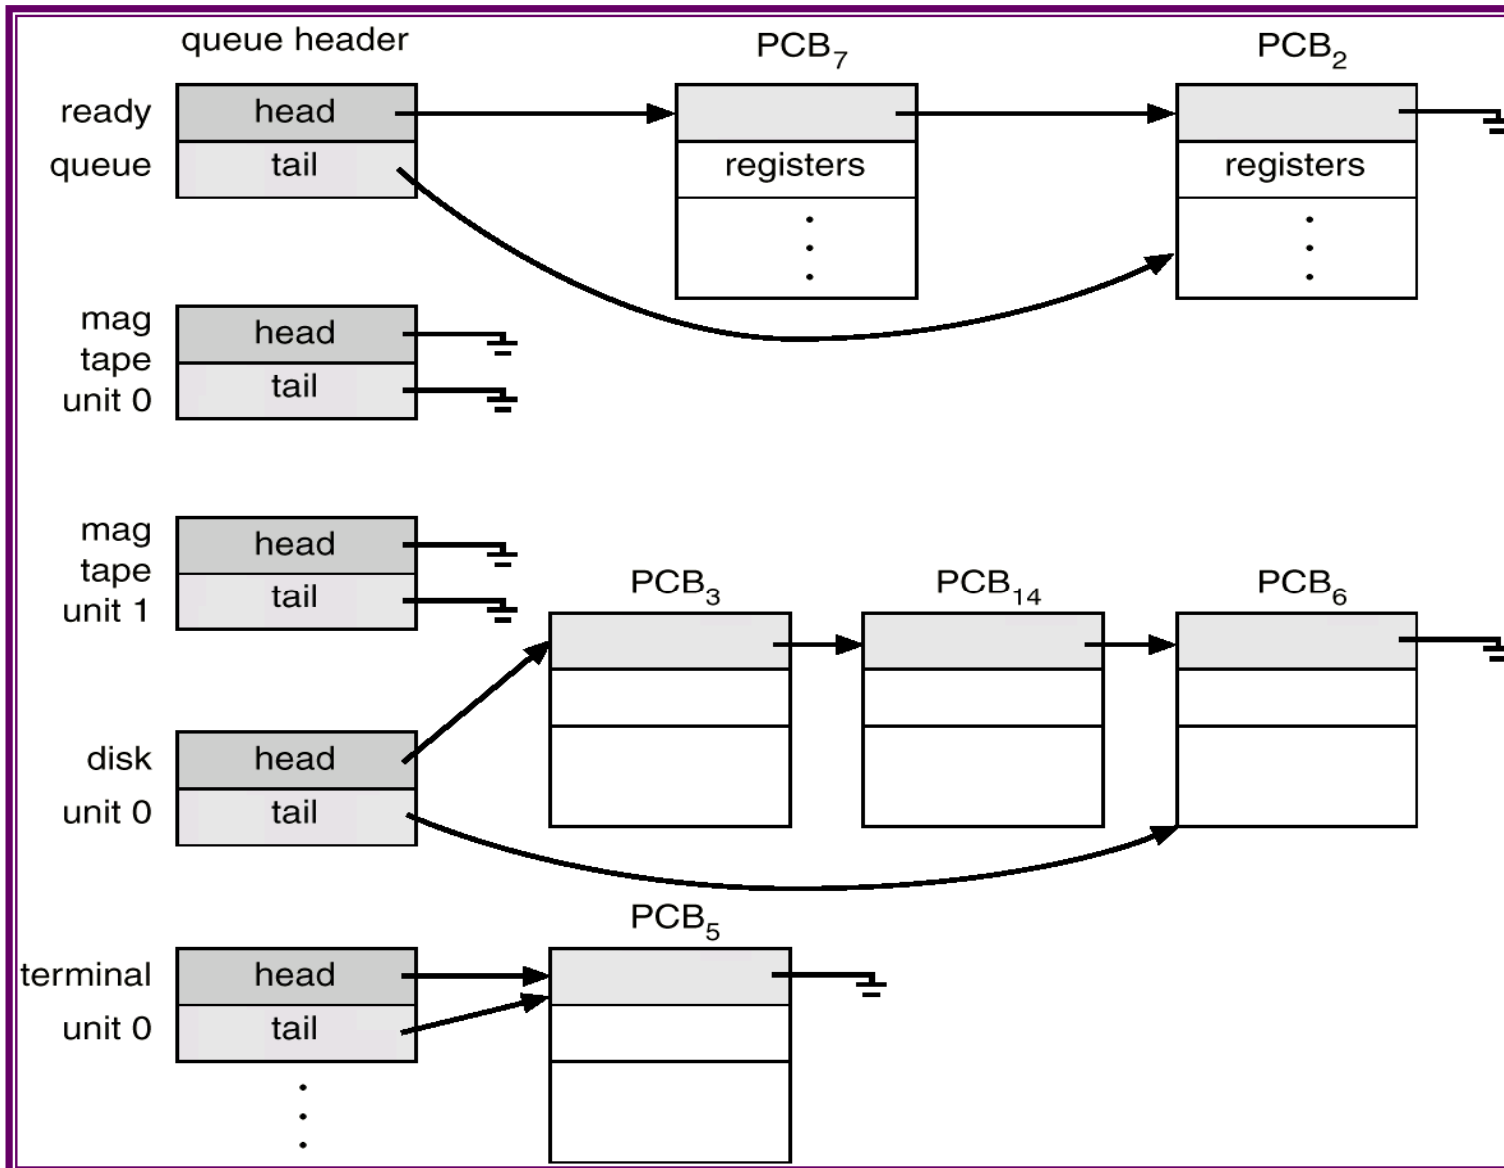 queue header
PCB7
PCB2
ready
queue
head
tail
registers
registers
mag
tape
unit 0
head
tail
mag
tape
unit 1
head
tail
PCB3
PCB14
PCB6
disk
unit 0
head
tail
PCB5
terminal
unit 0
head
tail